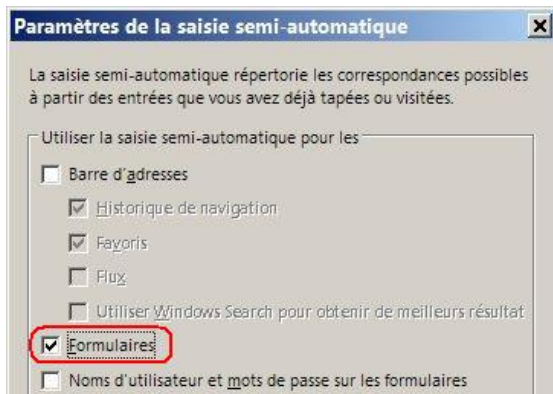 Paramètres de la saisie semi-automatique
La saisie semi-automatique répertorie les correspondances possibles
à partir des entrées que vous avez déjà tapées ou visitées.
Utiliser la saisie semi-automatique pour les
Barre d'adresses
Historique de navigation
Favoris
Flux
Utiliser Windows Search pour obtenir de meilleurs résultat
Formulaires
Noms d'utilisateur et mots de passe sur les formulaires